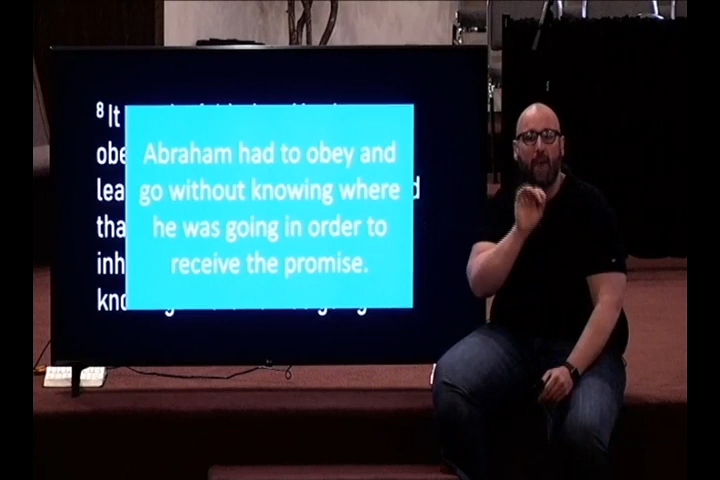 8 It
obe
Abraham had to obey and
lea
go without knowing where
d
tha
he was going in order to
inh
receive the promise.
kno